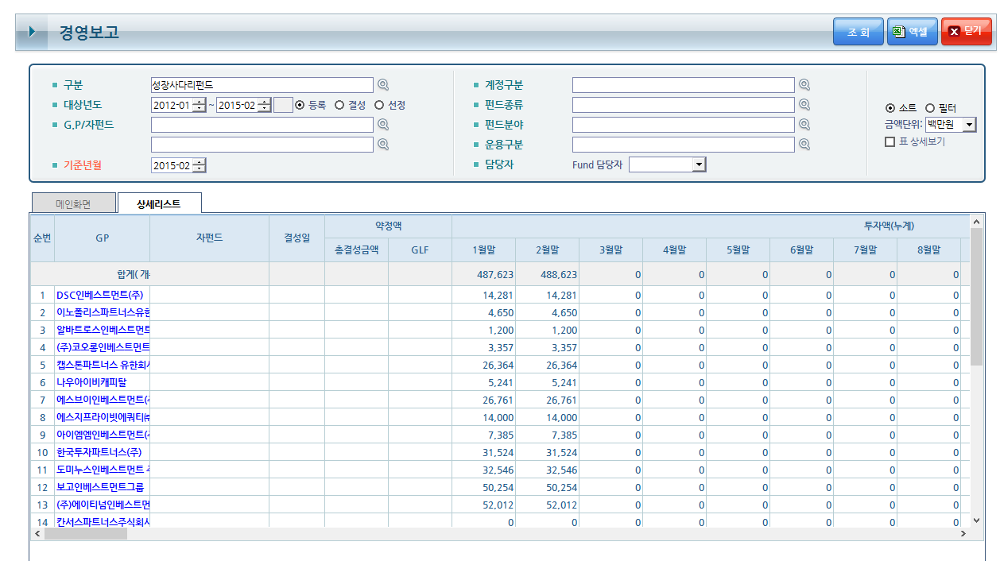 경영보고
조 회 엑셀 닫기
구분 성장사다리펀드 계정구분
대상년도 2012-01 ~ 2015-02 등록 결성 선정 펀드종류 소트 필터
G.P/자펀드 펀드분야 금액단위: 백만원
운용구분 표 상세보기
기준년월 2015-02 담당자 Fund 담당자
메인화면 상세리스트
순번 GP 자펀드 결성일 약정액 투자액(누계)
총결성금액 GLF 1월말 2월말 3월말 4월말 5월말 6월말 7월말 8월말
합계( 개 487,623 488,623 0 0 0 0 0 0
1 DSC인베스트먼트(주) 14,281 14,281 0 0 0 0 0 0
2 이노폴리스파트너스유한 4,650 4,650 0 0 0 0 0 0
3 알바트로스인베스트먼트 1,200 1,200 0 0 0 0 0 0
4 (주)코오롱인베스트먼트 3,357 3,357 0 0 0 0 0 0
5 캡스톤파트너스 유한회사 26,364 26,364 0 0 0 0 0 0
6 나우아이비캐피탈 5,241 5,241 0 0 0 0 0 0
7 에스브이인베스트먼트(주 26,761 26,761 0 0 0 0 0 0
8 에스지프라이빗에쿼티㈜ 14,000 14,000 0 0 0 0 0 0
9 아이엠엠인베스트먼트(주 7,385 7,385 0 0 0 0 0 0
10 한국투자파트너스(주) 31,524 31,524 0 0 0 0 0 0
11 도미누스인베스트먼트 주 32,546 32,546 0 0 0 0 0 0
12 보고인베스트먼트그룹 50,254 50,254 0 0 0 0 0 0
13 (주)에이티넘인베스트먼 52,012 52,012 0 0 0 0 0 0
14 칸서스파트너스주식회사 0 0 0 0 0 0 0 0